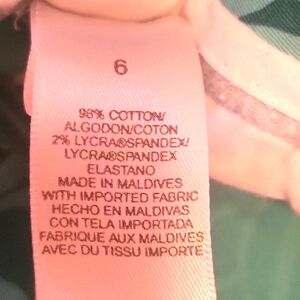 6
98% COTTON/
ALGODON/COTON
2% LYCRA®SPANDEX/
LYCRA®SPANDEX
ELASTANO
MADE IN MALDIVES
WITH IMPORTED FABRIC
HECHO EN MALDIVAS
CON TELA IMPORTADA
FABRIQUE AUX MALDIVES
AVEC DU TISSU IMPORTE